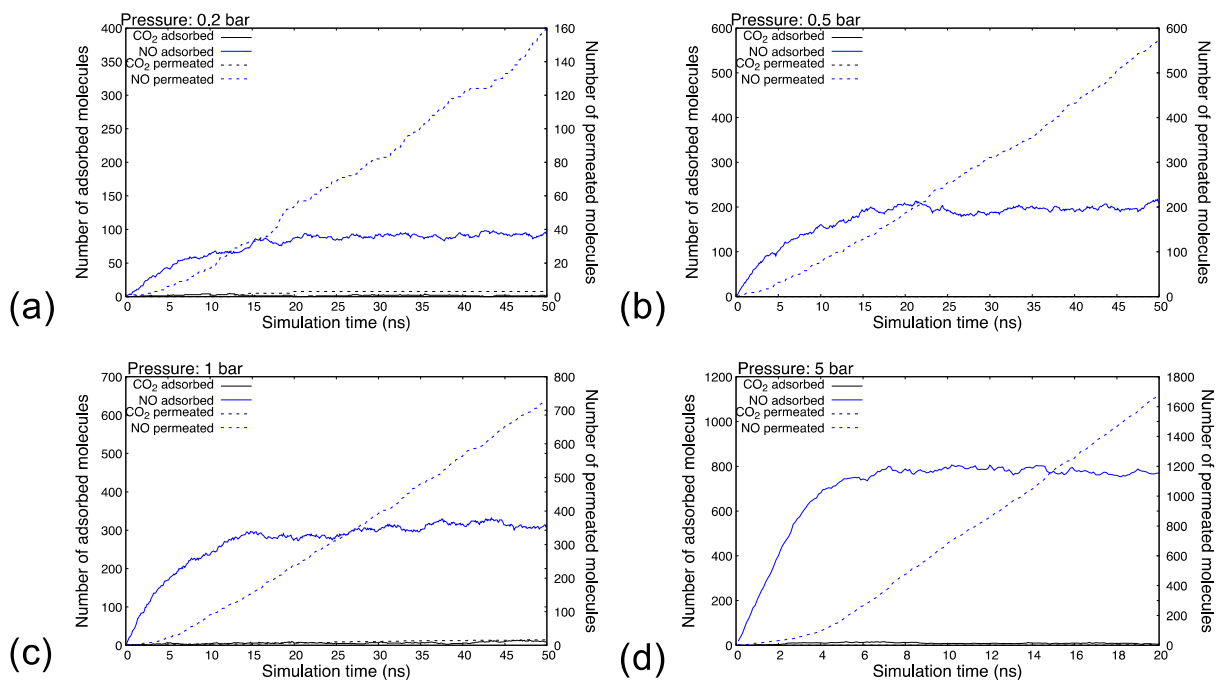 Pressure: 0.2 bar
CO2 adsorbed
NO adsorbed
CO2 permeated
NO permeated
Number of adsorbed molecules
400
350
300
250
200
150
100
50
0
160
140
120
100
80
60
40
20
0
Number of permeated molecules
0 5 10 15 20 25 30 35 40 45 50
Simulation time (ns)
(a)
Pressure: 0.5 bar
CO2 adsorbed
NO adsorbed
CO2 permeated
NO permeated
Number of adsorbed molecules
600
500
400
300
200
100
0
600
500
400
300
200
100
0
Number of permeated molecules
0 5 10 15 20 23 30 35 40 45 50
Simulation time (ns)
(b)
Pressure: 1 bar
CO2 adsorbed
NO adsorbed
CO2 permeated
NO permeated
Number of adsorbed molecules
700
600
500
400
300
200
100
0
800
700
600
500
400
300
200
100
0
Number of permeated molecules
0 5 10 15 20 25 30 35 40 45 50
Simulation time (ns)
(c)
Pressure: 5 bar
CO2 adsorbed
NO adsorbed
CO2 permeated
NO permeated
Number of adsorbed molecules
1200
1000
800
600
400
200
0
1800
1600
1400
1200
1000
800
600
400
200
0
Number of permeated molecules
0 2 4 6 8 10 12 14 16 18 20
Simulation time (ns)
(d)